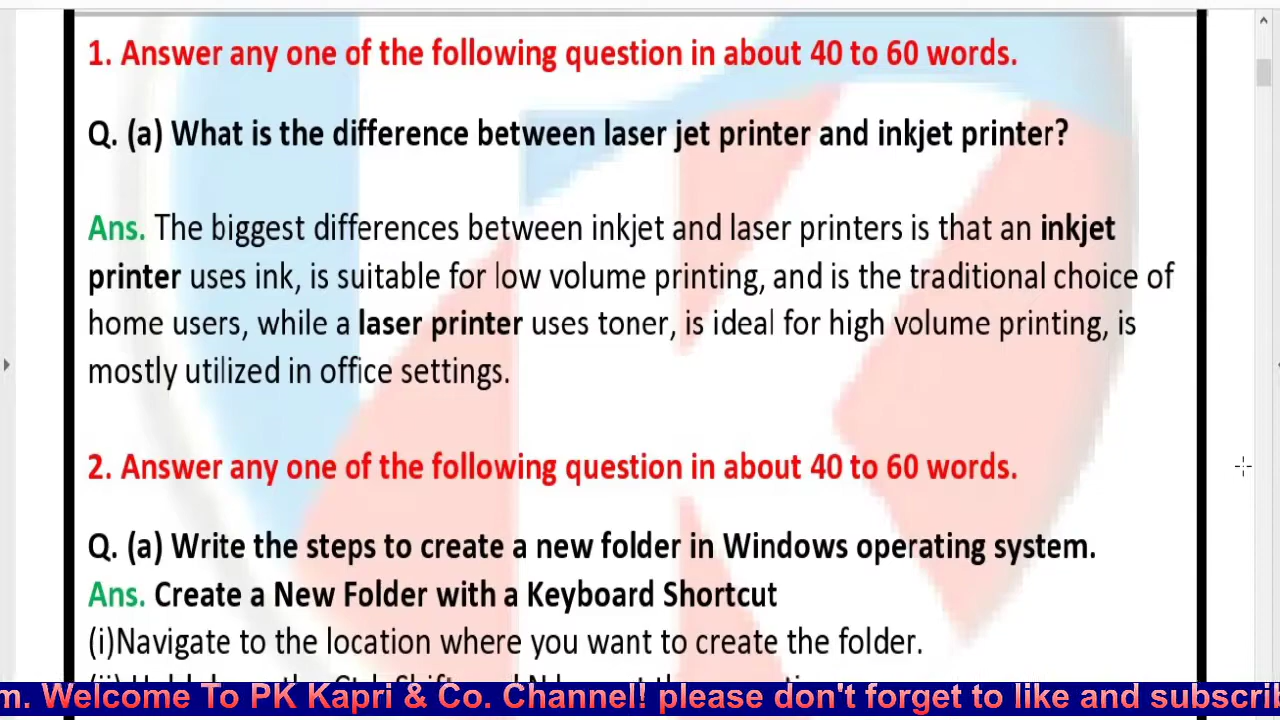 1. Answer any one of the following question in about 40 to 60 words.
Q. (a) What is the difference between laser jet printer and inkjet printer?
Ans. The biggest differences between inkjet and laser printers is that an inkjet
printer uses ink, is suitable for low volume printing, and is the traditional choice of
home users, while a laser printer uses toner, is ideal for high volume printing, is
mostly utilized in office settings.
2. Answer any one of the following question in about 40 to 60 words.
Q. (a) Write the steps to create a new folder in Windows operating system.
Ans. Create a New Folder with a Keyboard Shortcut
(i)Navigate to the location where you want to create the folder.
m. Welcome To PK Kapri & Co. Channel! please don't forget to like and subscri